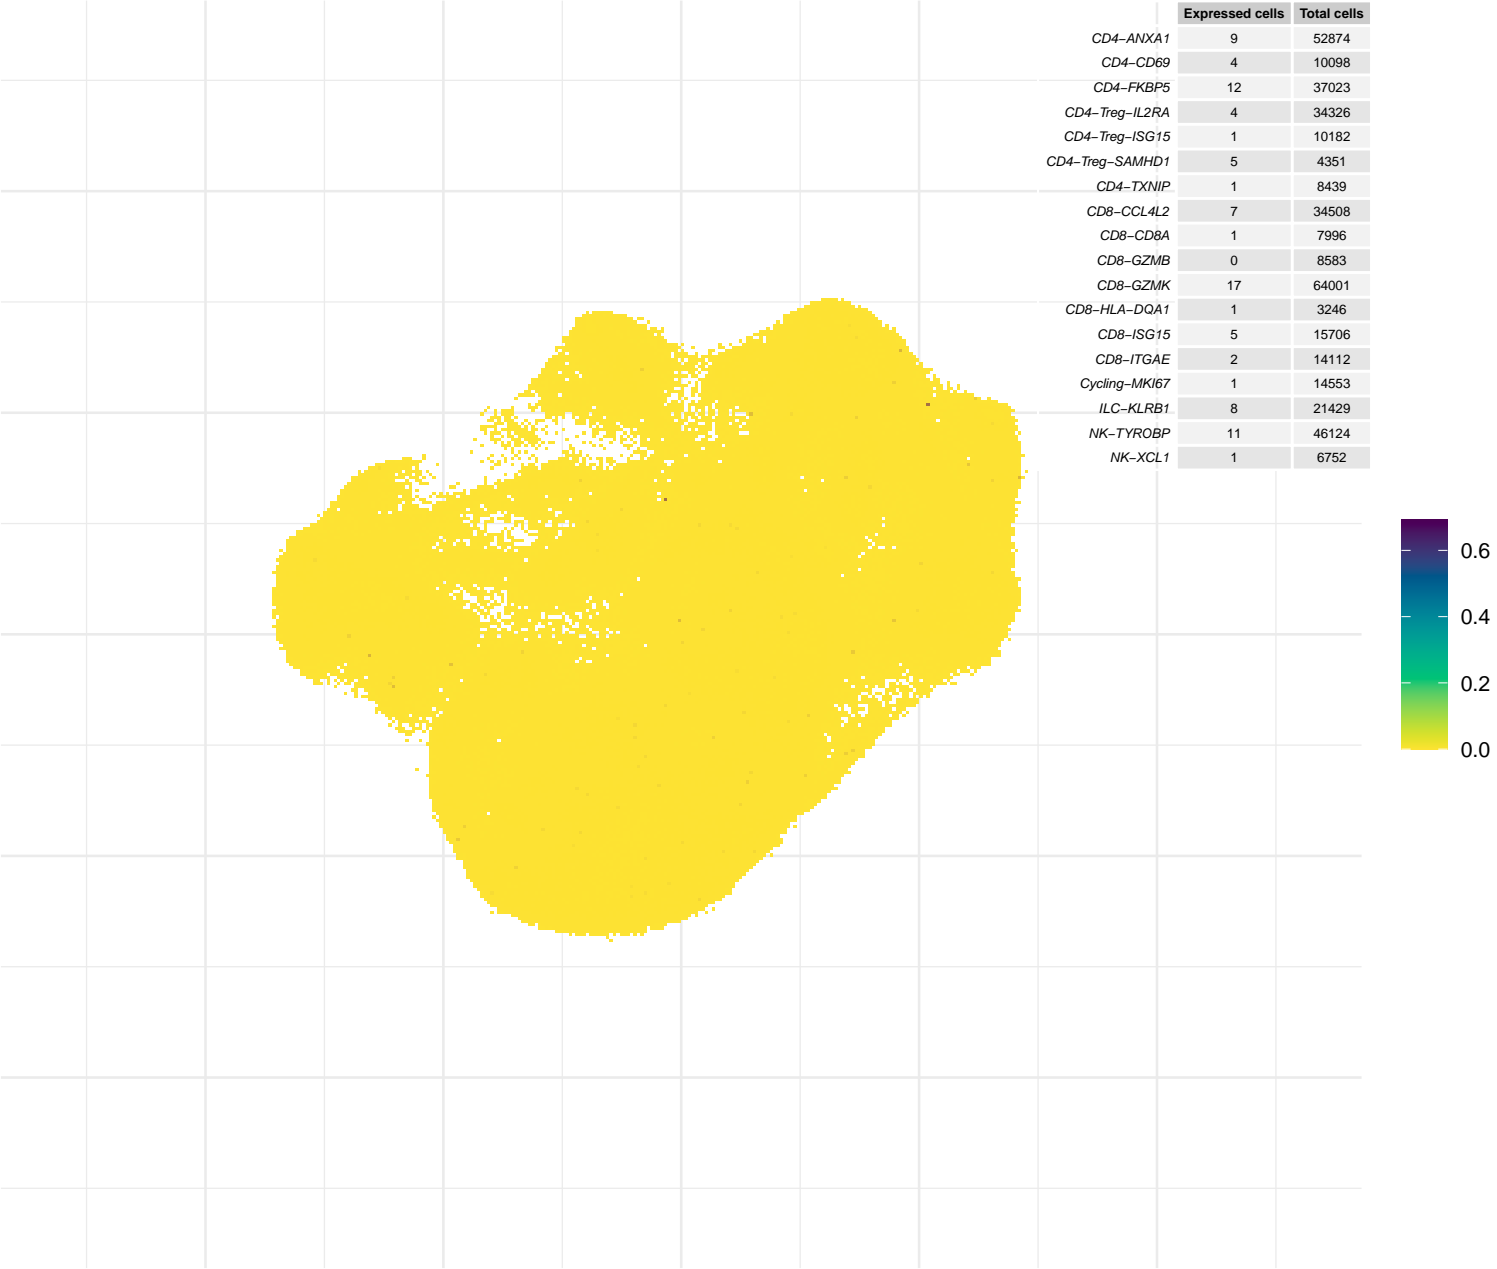 Expressed cells Total cells
CD4−ANXA1 9 52874
CD4−CD69 4 10098
CD4−FKBP5 12 37023
CD4−Treg−IL2RA 4 34326
CD4−Treg−ISG15 1 10182
CD4−Treg−SAMHD1 5 4351
CD4−TXNIP 1 8439
CD8−CCL4L2 7 34508
CD8−CD8A 1 7996
CD8−GZMB 0 8583
CD8−GZMK 17 64001
CD8−HLA−DQA1 1 3246
CD8−ISG15 5 15706
CD8−ITGAE 2 14112
Cycling−MKI67 1 14553
ILC−KLRB1 8 21429
NK−TYROBP 11 46124
NK−XCL1 1 6752
0.6
0.4
0.2
0.0